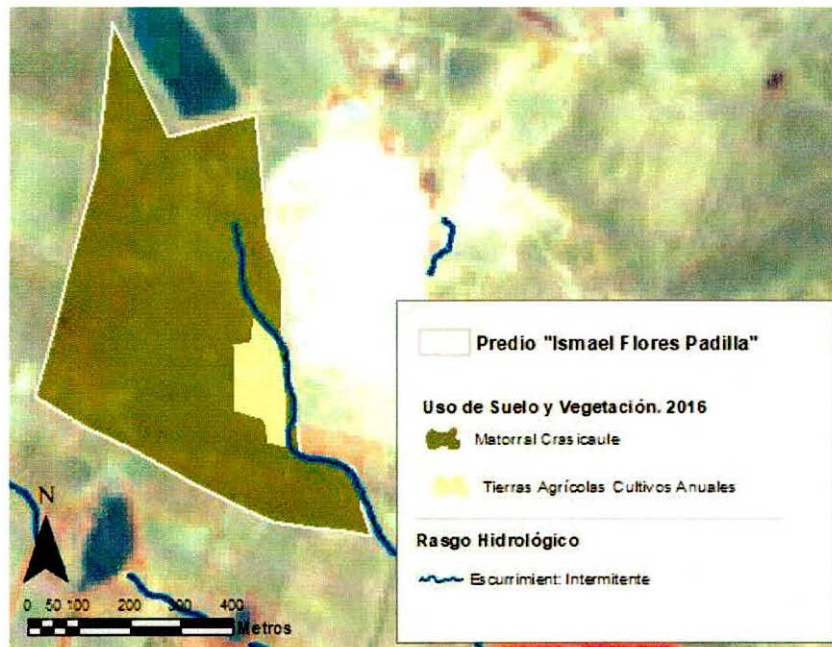 Predio "Ismael Flores Padilla"
Uso de Suelo y Vegetación. 2016
Matorral Crasicaule
Tierras Agrícolas Cultivos Anuales
Rasgo Hidrológico
Escurrimient: Intermitente
N
0 50 100 200 300 400
Metros